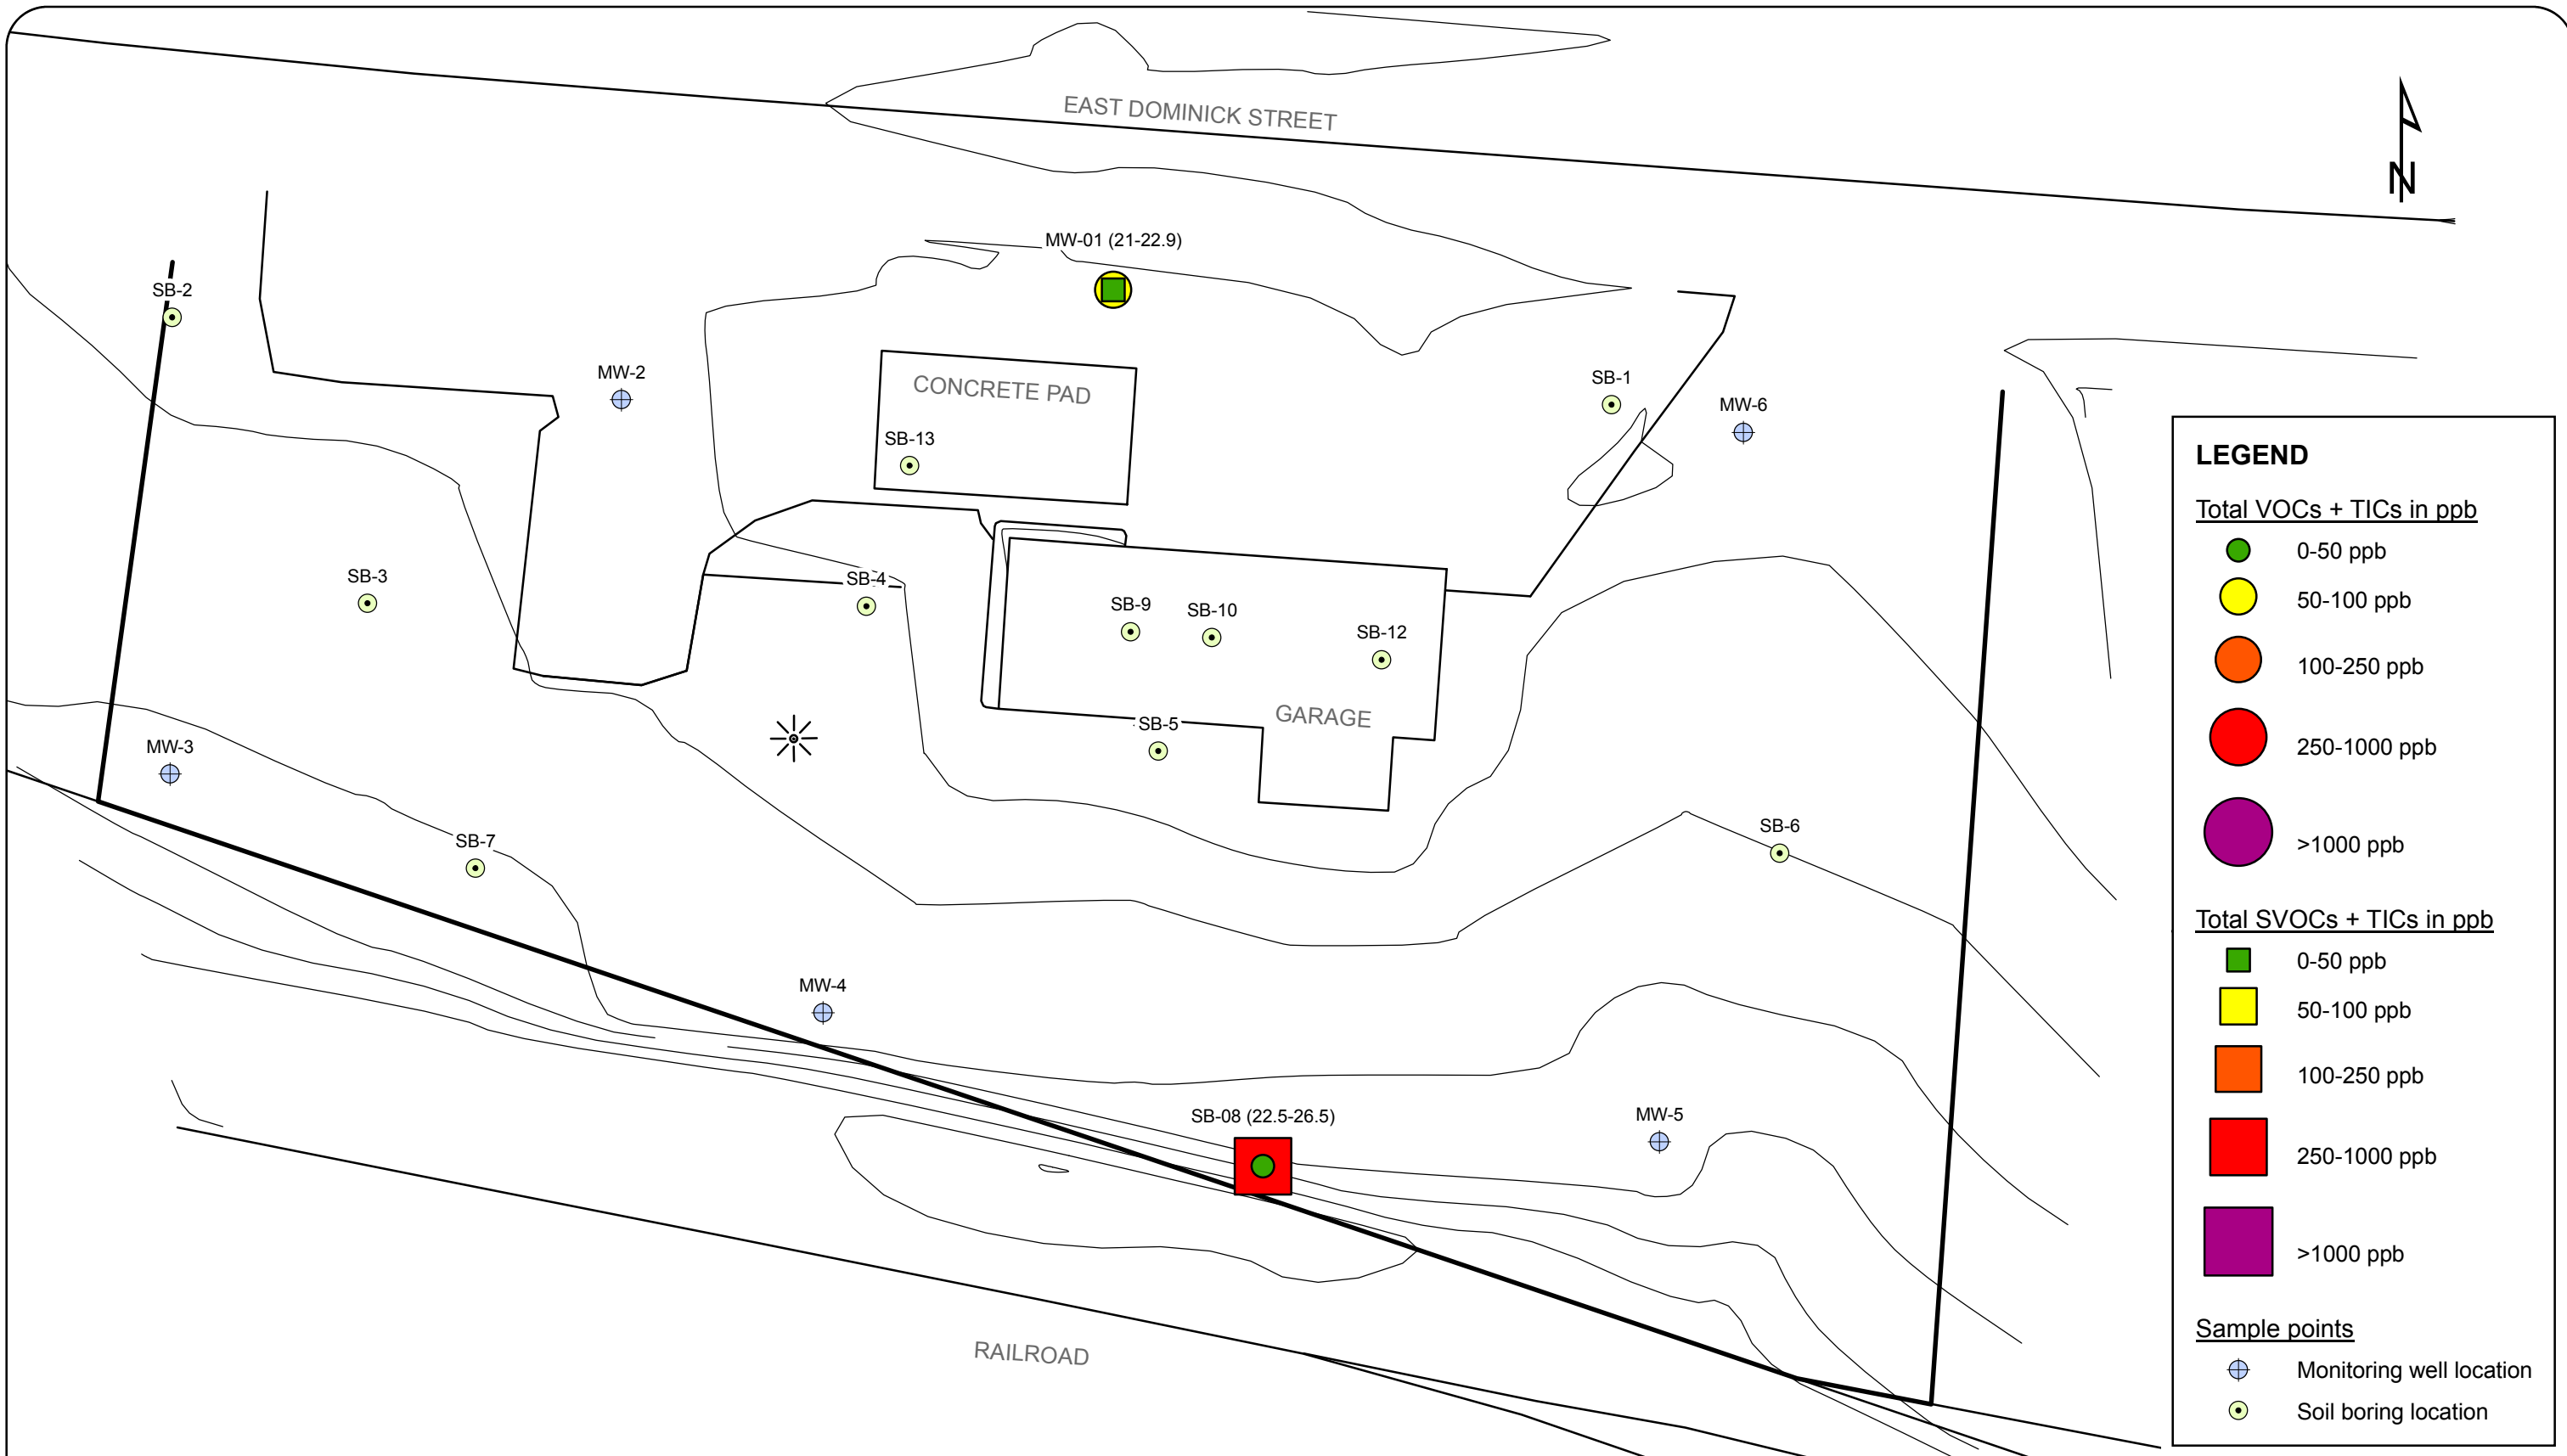 EAST DOMINICK STREET
N
MW-01 (21-22.9)
SB-2
MW-2
CONCRETE PAD
SB-1
MW-6
SB-13
SB-3
SB-4
SB-9
SB-10
SB-12
GARAGE
SB-5
MW-3
SB-7
SB-6
MW-4
SB-08 (22.5-26.5)
MW-5
RAILROAD
LEGEND
Total VOCs + TICs in ppb
0-50 ppb
50-100 ppb
100-250 ppb
250-1000 ppb
>1000 ppb
Total SVOCs + TICs in ppb
0-50 ppb
50-100 ppb
100-250 ppb
250-1000 ppb
>1000 ppb
Sample points
Monitoring well location
Soil boring location